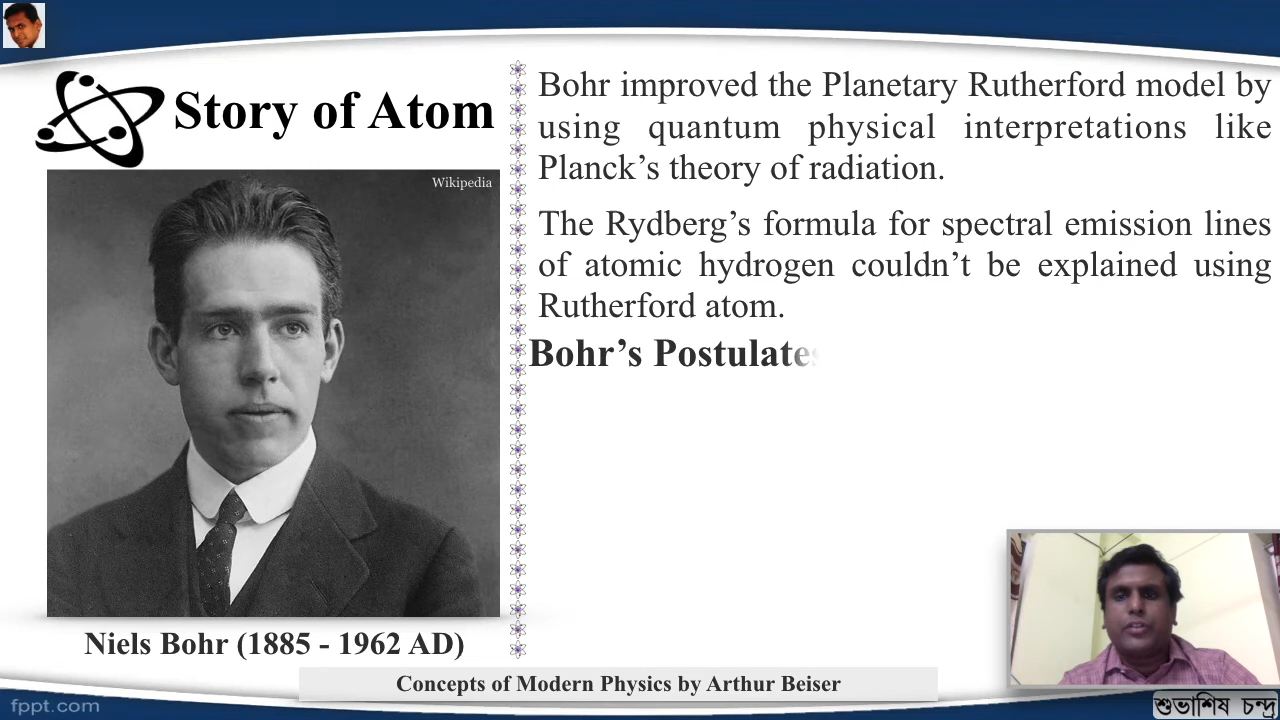 Story of Atom
Wikipedia
Niels Bohr (1885 - 1962 AD)
Bohr improved the Planetary Rutherford model by
using quantum physical interpretations like
Planck’s theory of radiation.
The Rydberg’s formula for spectral emission lines
of atomic hydrogen couldn’t be explained using
Rutherford atom.
Bohr’s Postulates
Concepts of Modern Physics by Arthur Beiser
fppt.com
শুভাশিষ চন্দ্র